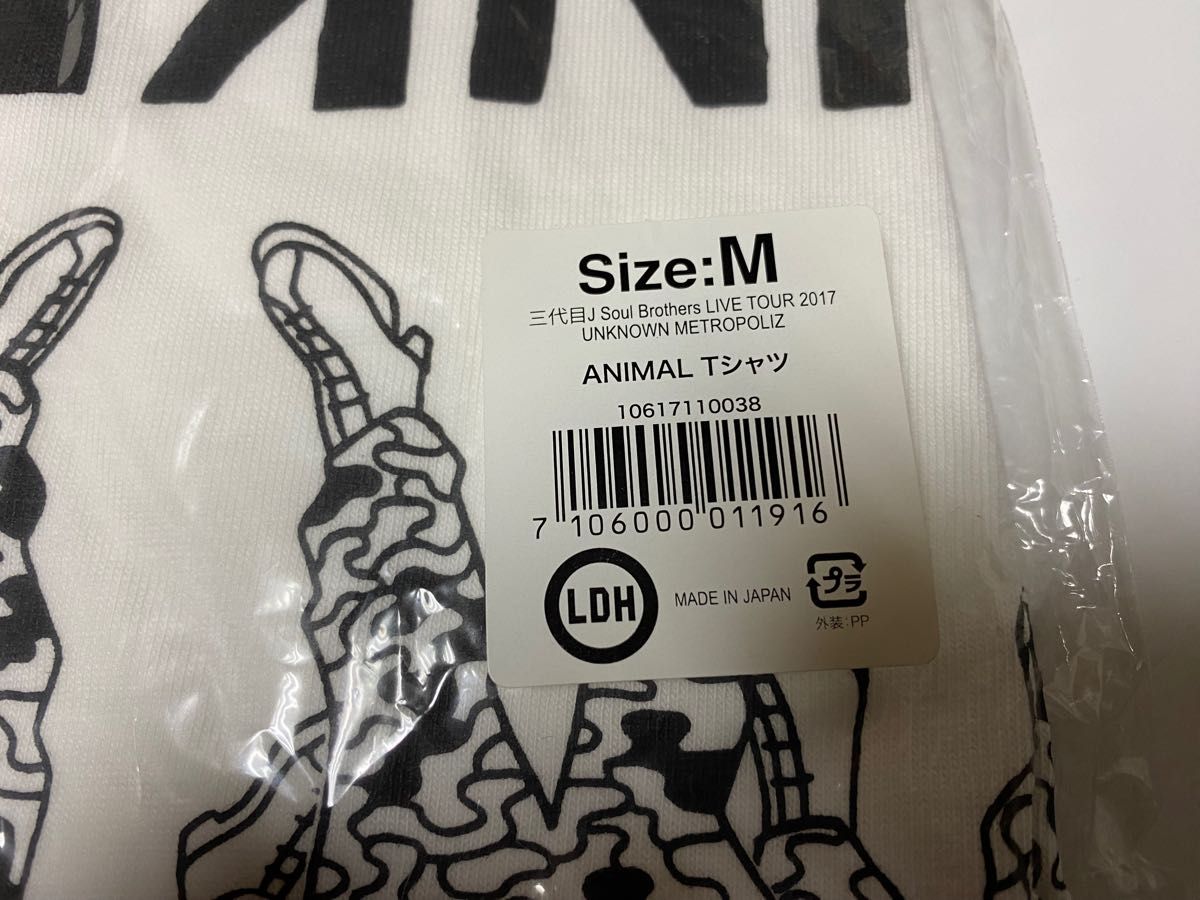 Size:M
三代目J Soul Brothers LIVE TOUR 2017
UNKNOWN METROPOLIZ
ANIMAL Tシャツ
10617110038
7 106000 011916
LDH
MADE IN JAPAN
プラ
外装:PP